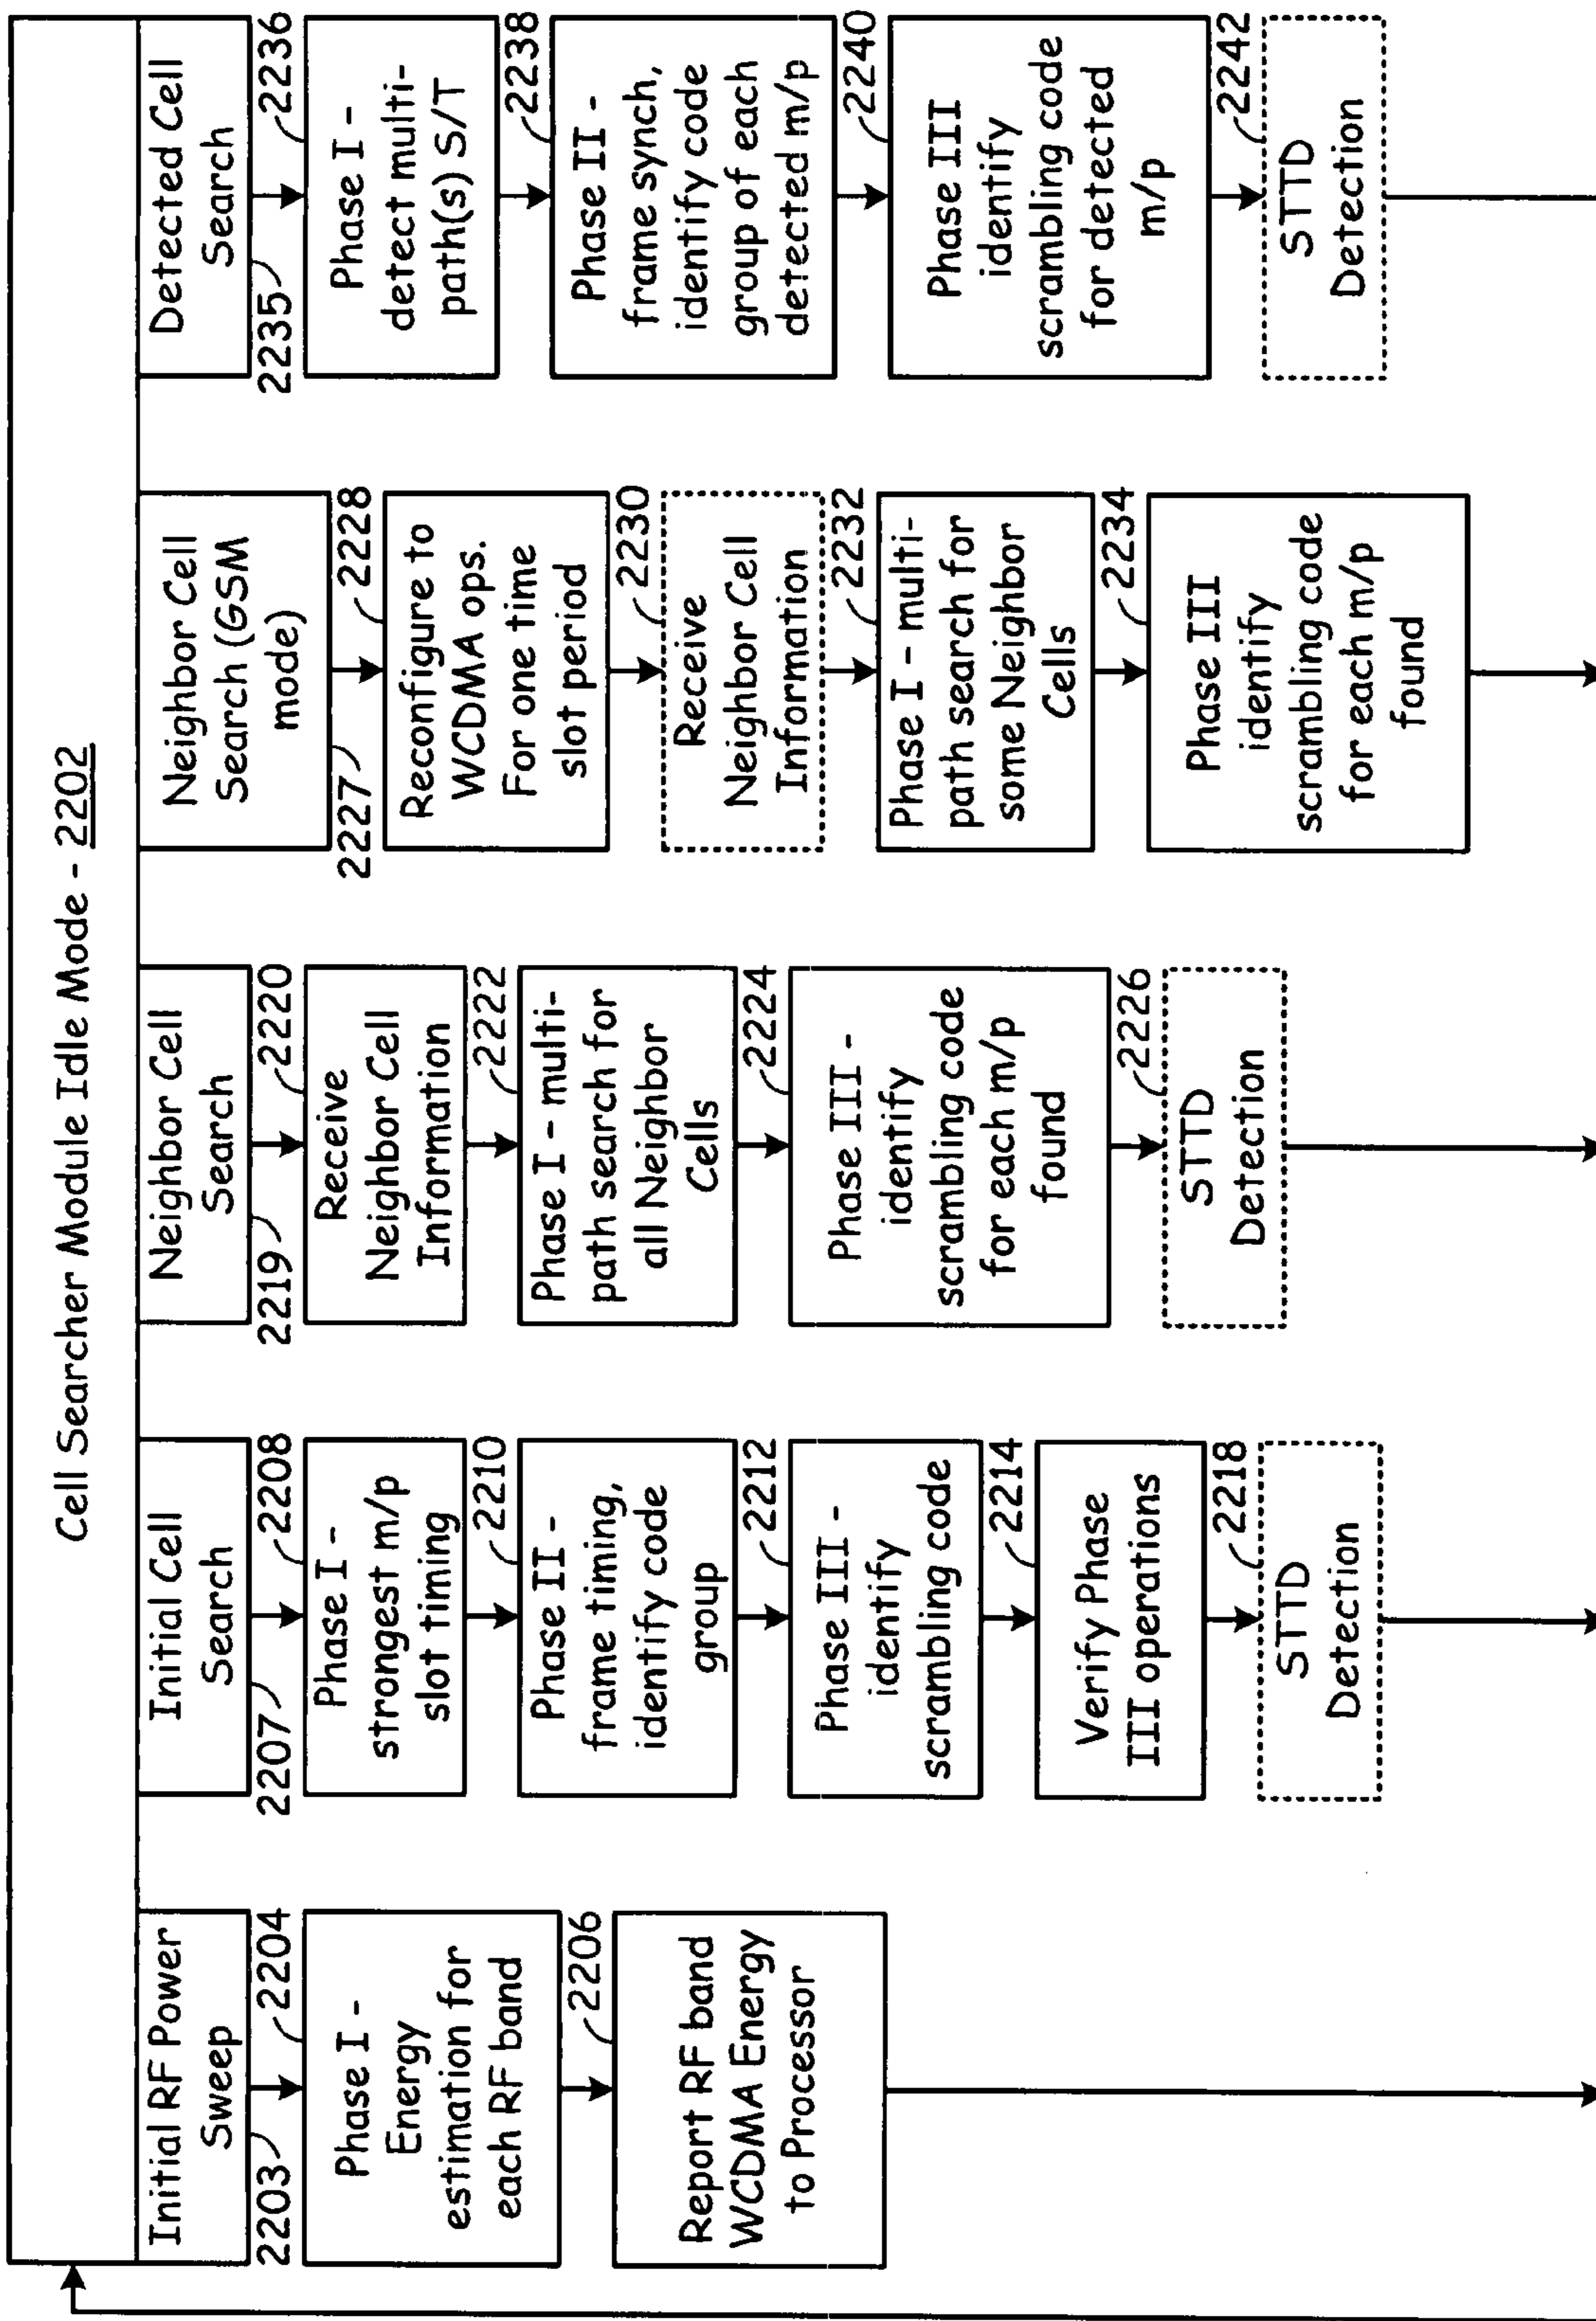 Cell Searcher Module Idle Mode - 2202
Initial RF Power
Sweep
2203
2204
Phase I -
Energy
estimation for
each RF band
2206
Report RF band
WCDMA Energy
to Processor
Initial Cell
Search
2207
2208
Phase I -
strongest m/p
slot timing
2210
Phase II -
frame timing,
identify code
group
2212
Phase III -
identify
scrambling code
2214
Verify Phase
III operations
2218
STTD
Detection
Neighbor Cell
Search
2219
2220
Receive
Neighbor Cell
Information
2222
Phase I - multi-
path search for
all Neighbor
Cells
2224
Phase III -
identify
scrambling code
for each m/p
found
2226
STTD
Detection
Neighbor Cell
Search (GSM
mode)
2227
2228
Reconfigure to
WCDMA ops.
For one time
slot period
2230
Receive
Neighbor Cell
Information
2232
Phase I - multi-
path search for
some Neighbor
Cells
2234
Phase III
identify
scrambling code
for each m/p
found
Detected Cell
Search
2235
2236
Phase I -
detect multi-
path(s) S/T
2238
Phase II -
frame synch,
identify code
group of each
detected m/p
2240
Phase III
identify
scrambling code
for detected
m/p
2242
STTD
Detection